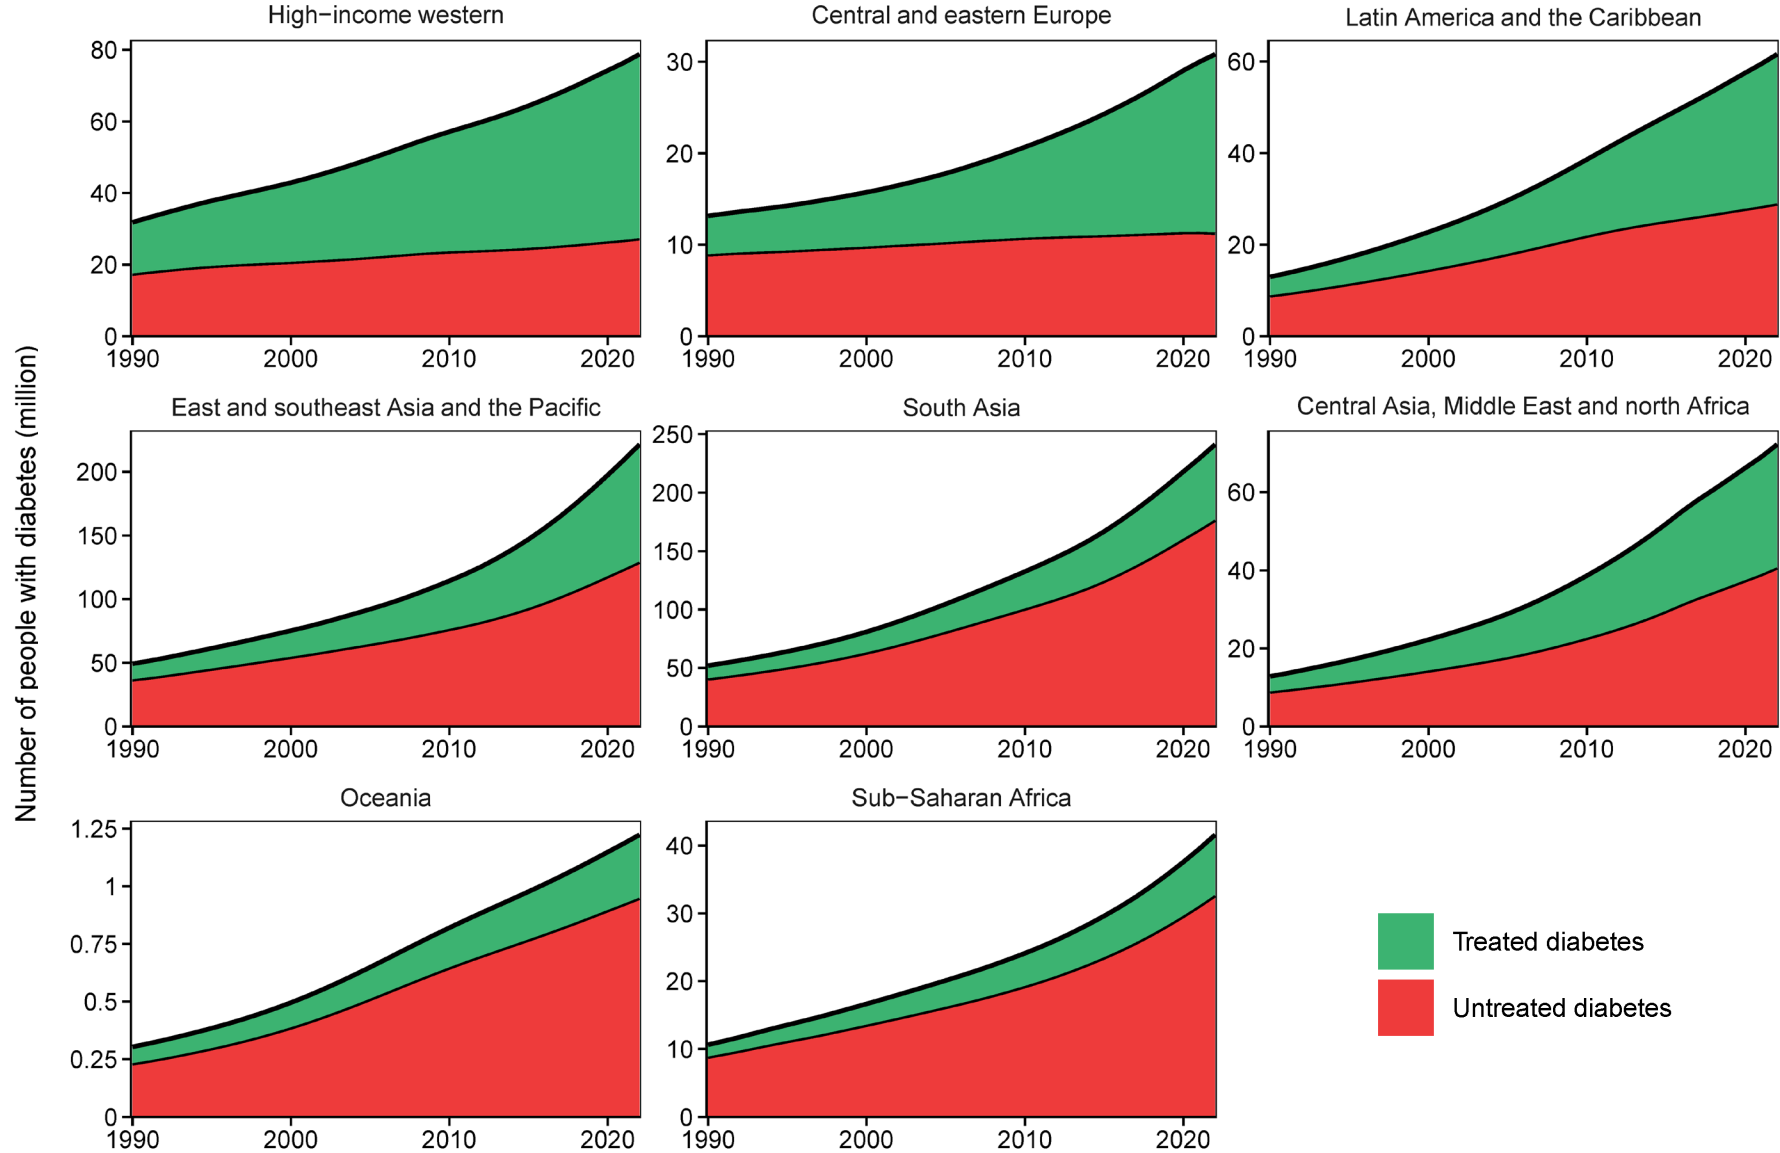 High−income western
Central and eastern Europe
Latin America and the Caribbean
80
60
40
20
0
1990 2000 2010 2020
30
20
10
0
1990 2000 2010 2020
60
40
20
0
1990 2000 2010 2020
Number of people with diabetes (million)
East and southeast Asia and the Pacific
South Asia
Central Asia, Middle East and north Africa
200
150
100
50
0
1990 2000 2010 2020
250
200
150
100
50
0
1990 2000 2010 2020
60
40
20
0
1990 2000 2010 2020
Oceania
Sub−Saharan Africa
1.25
1
0.75
0.5
0.25
0
1990 2000 2010 2020
40
30
20
10
0
1990 2000 2010 2020
Treated diabetes
Untreated diabetes